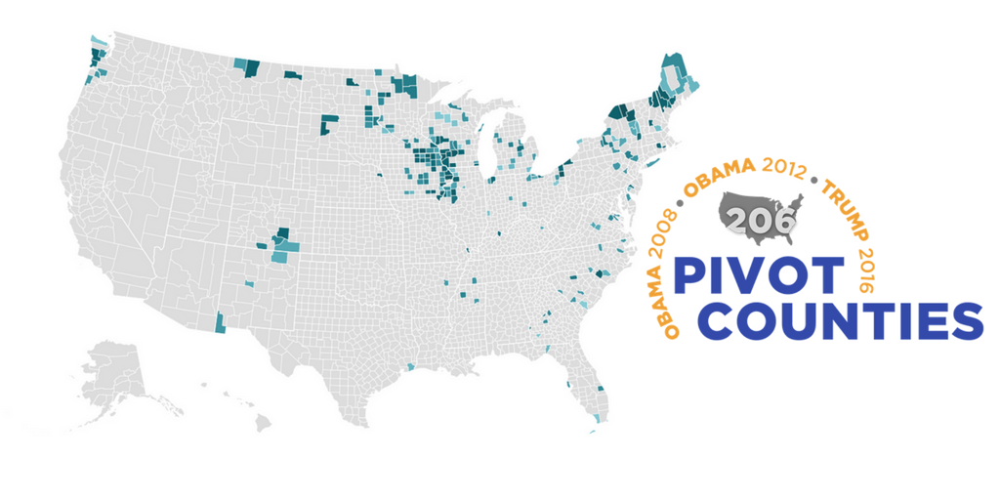 OBAMA 2008 • OBAMA 2012 • TRUMP 2016
206
PIVOT
COUNTIES